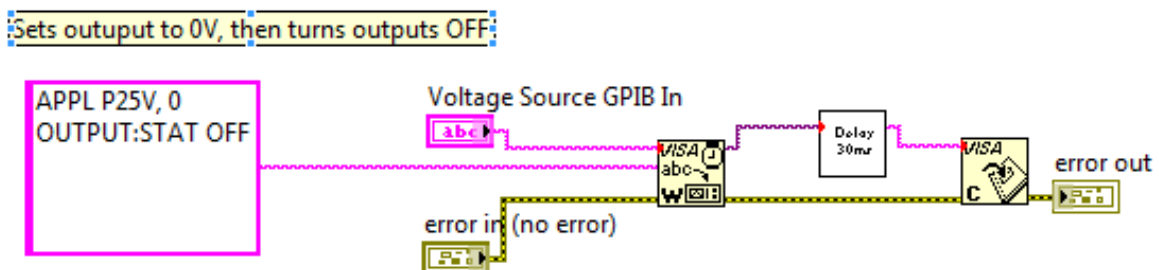 Sets outuput to 0V, then turns outputs OFF
APPL P25V, 0
OUTPUT:STAT OFF
Voltage Source GPIB In
abc
Delay
30ms
VISA
abc
W
VISA
C
error out
error in (no error)